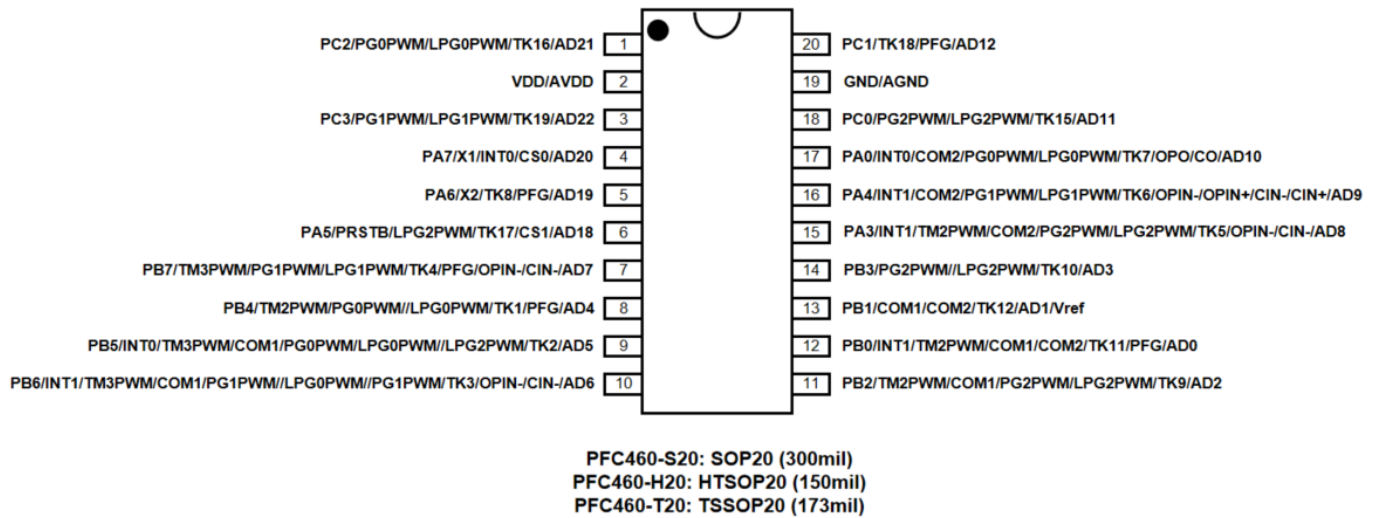 PC2/PG0PWM/LPG0PWM/TK16/AD21 1 20 PC1/TK18/PFG/AD12
VDD/AVDD 2 19 GND/AGND
PC3/PG1PWM/LPG1PWM/TK19/AD22 3 18 PC0/PG2PWM/LPG2PWM/TK15/AD11
PA7/X1/INT0/CS0/AD20 4 17 PA0/INT0/COM2/PG0PWM/LPG0PWM/TK7/OPO/CO/AD10
PA6/X2/TK8/PFG/AD19 5 16 PA4/INT1/COM2/PG1PWM/LPG1PWM/TK6/OPIN-/OPIN+/CIN-/CIN+/AD9
PA5/PRSTB/LPG2PWM/TK17/CS1/AD18 6 15 PA3/INT1/TM2PWM/COM2/PG2PWM/LPG2PWM/TK5/OPIN-/CIN-/AD8
PB7/TM3PWM/PG1PWM/LPG1PWM/TK4/PFG/OPIN-/CIN-/AD7 7 14 PB3/PG2PWM//LPG2PWM/TK10/AD3
PB4/TM2PWM/PG0PWM//LPG0PWM/TK1/PFG/AD4 8 13 PB1/COM1/COM2/TK12/AD1/Vref
PB5/INT0/TM3PWM/COM1/PG0PWM/LPG0PWM//LPG2PWM/TK2/AD5 9 12 PB0/INT1/TM2PWM/COM1/COM2/TK11/PFG/AD0
PB6/INT1/TM3PWM/COM1/PG1PWM//LPG0PWM//PG1PWM/TK3/OPIN-/CIN-/AD6 10 11 PB2/TM2PWM/COM1/PG2PWM/LPG2PWM/TK9/AD2
PFC460-S20: SOP20 (300mil)
PFC460-H20: HTSOP20 (150mil)
PFC460-T20: TSSOP20 (173mil)